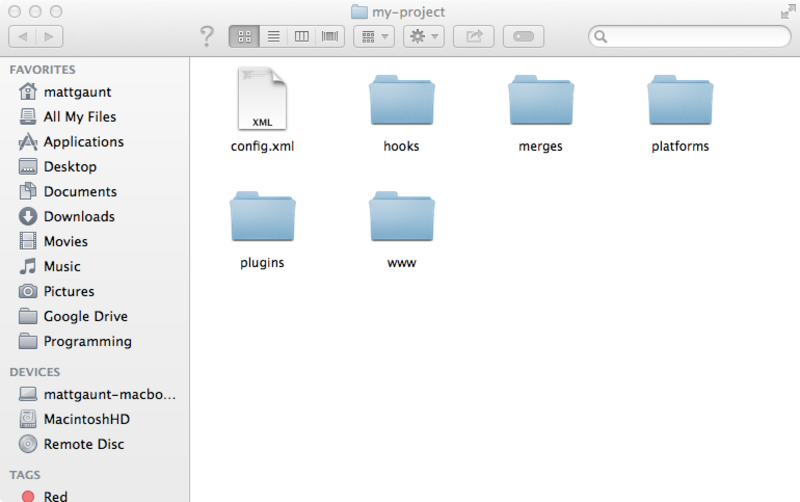 my-project
?
FAVORITES
mattgaunt
All My Files
Applications
Desktop
Documents
Downloads
Movies
Music
Pictures
Google Drive
Programming
DEVICES
mattgaunt-macbo...
MacintoshHD
Remote Disc
TAGS
Red
XML
config.xml
hooks
merges
platforms
plugins
www